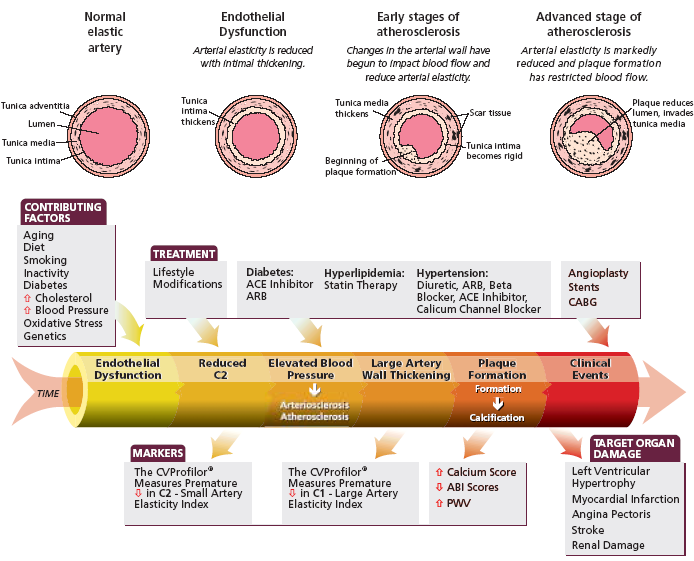 Normal
elastic
artery
Endothelial
Dysfunction
Arterial elasticity is reduced
with intimal thickening.
Early stages of
atherosclerosis
Changes in the arterial wall have
begun to impact blood flow and
reduce arterial elasticity.
Advanced stage of
atherosclerosis
Arterial elasticity is markedly
reduced and plaque formation
has restricted blood flow.
Tunica adventitia
Lumen
Tunica media
Tunica intima
Tunica
intima
thickens
Tunica media
thickens
Scar tissue
Tunica intima
becomes rigid
Beginning of
plaque formation
Plaque reduces
lumen, invades
tunica media
CONTRIBUTING
FACTORS
Aging
Diet
Smoking
Inactivity
Diabetes
⇧ Cholesterol
⇧ Blood Pressure
Oxidative Stress
Genetics
TREATMENT
Lifestyle
Modifications
Diabetes:
ACE Inhibitor
ARB
Hyperlipidemia:
Statin Therapy
Hypertension:
Diuretic, ARB, Beta
Blocker, ACE Inhibitor,
Calicum Channel Blocker
Angioplasty
Stents
CABG
TIME
Endothelial
Dysfunction
Reduced
C2
Elevated Blood
Pressure
Arteriosclerosis
Atherosclerosis
Large Artery
Wall Thickening
Plaque
Formation
Formation
Calcification
Clinical
Events
MARKERS
The CVProfilor®
Measures Premature
⇩ in C2 - Small Artery
Elasticity Index
The CVProfilor®
Measures Premature
⇩ in C1 - Large Artery
Elasticity Index
⇧ Calcium Score
⇩ ABI Scores
⇧ PWV
TARGET ORGAN
DAMAGE
Left Ventricular
Hypertrophy
Myocardial Infarction
Angina Pectoris
Stroke
Renal Damage